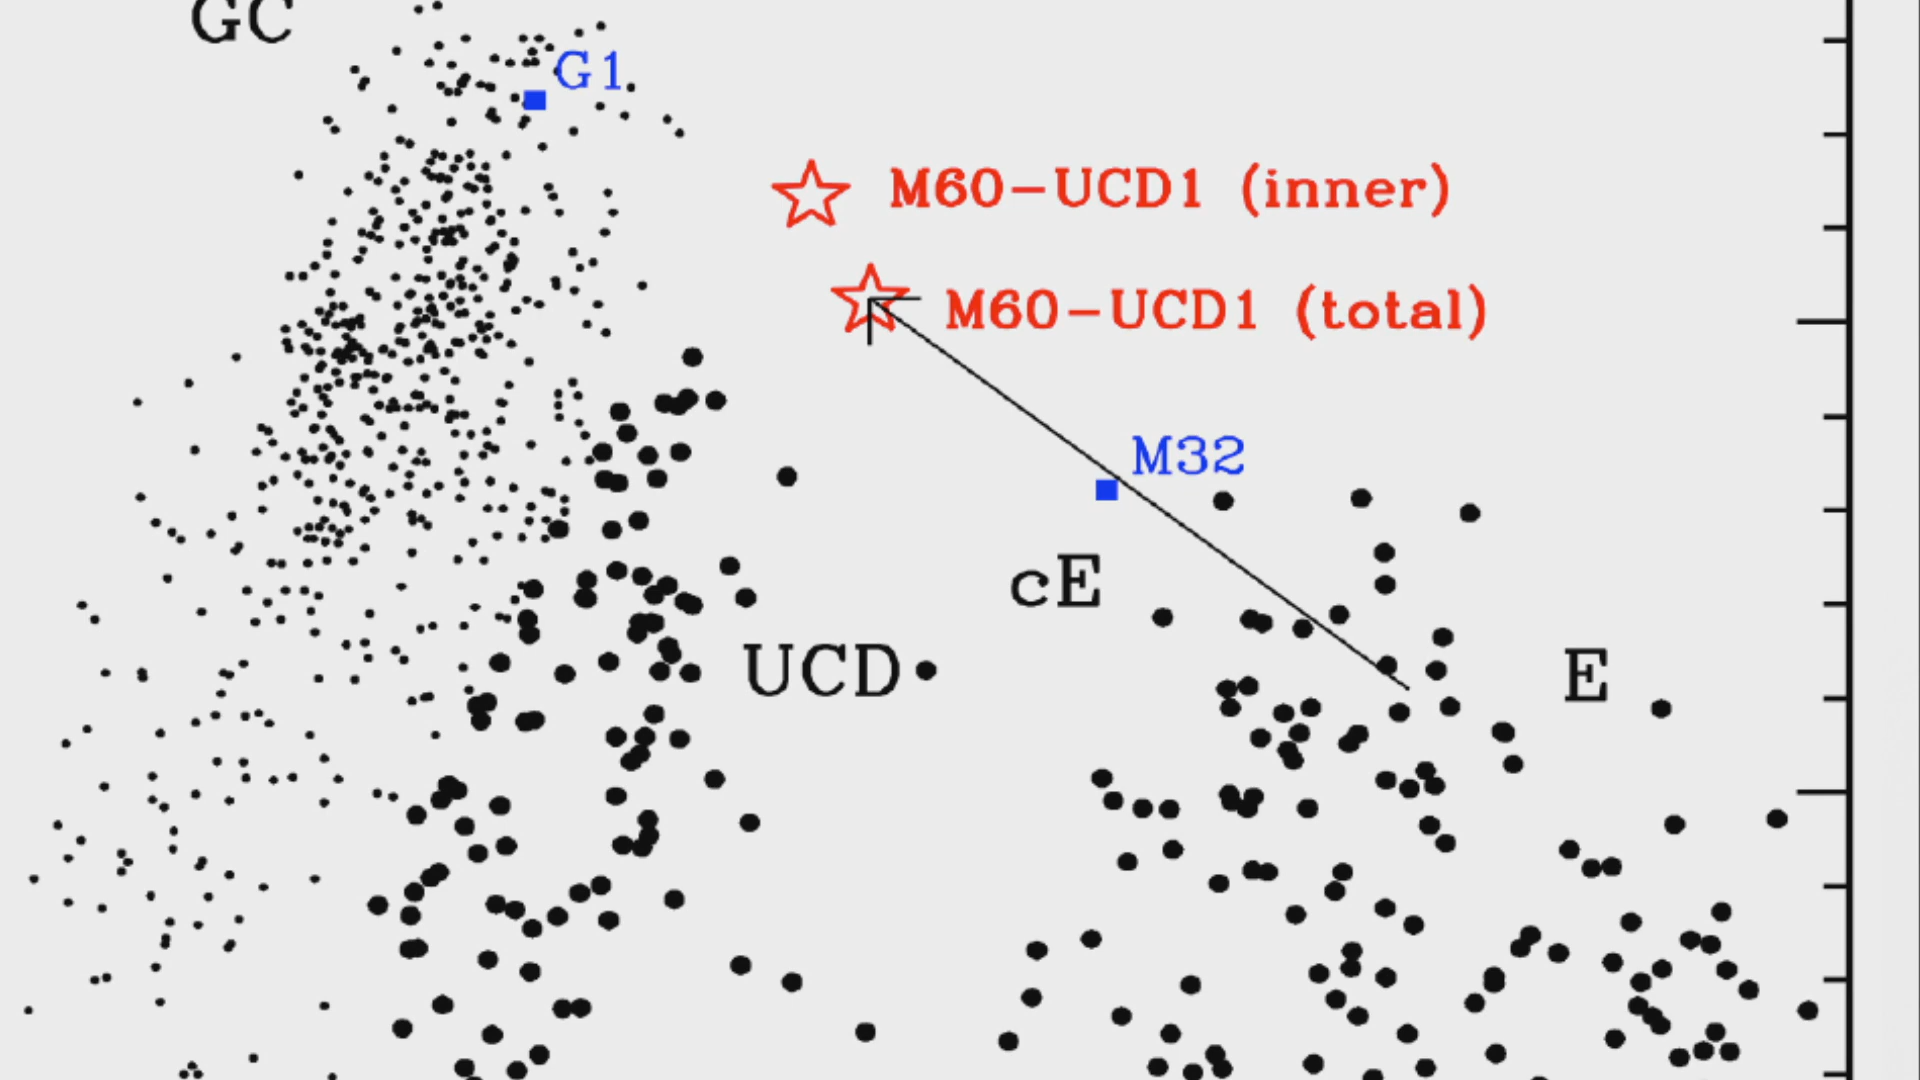 GC
G1
M60-UCD1 (inner)
M60-UCD1 (total)
M32
cE
UCD
E